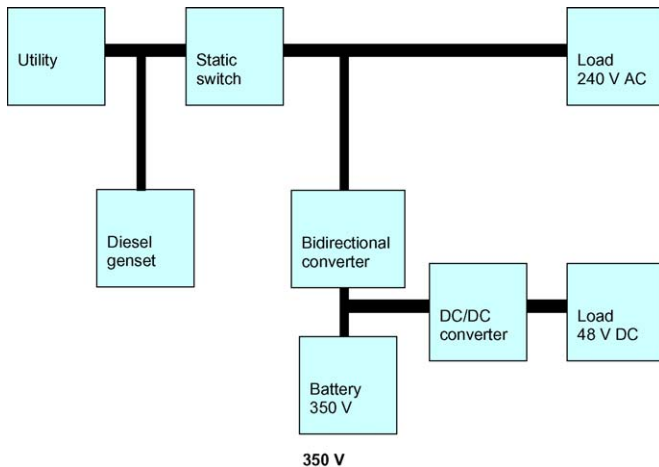 Utility
Static
switch
Load
240 V AC
Diesel
genset
Bidirectional
converter
DC/DC
converter
Load
48 V DC
Battery
350 V
350 V